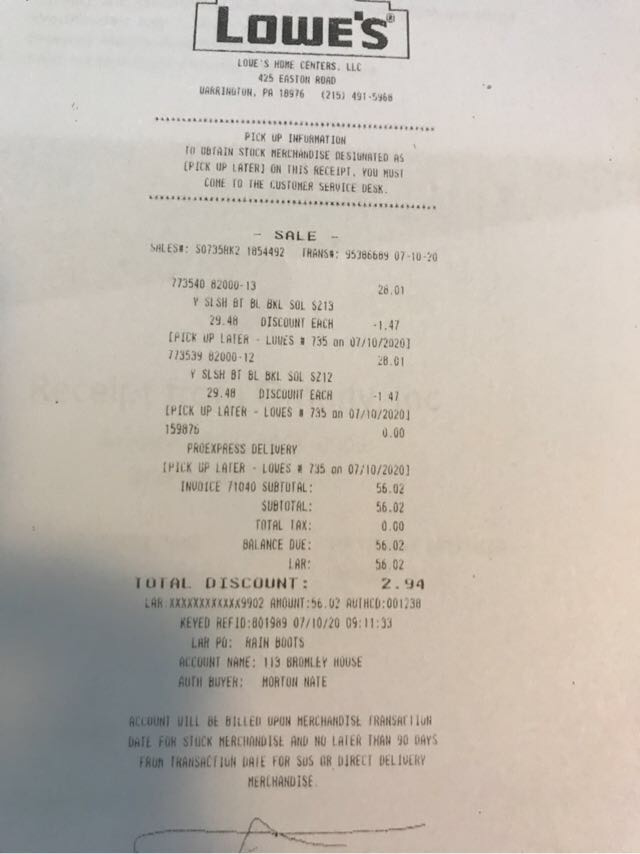 LOWE'S®
LOWE'S HOME CENTERS, LLC
425 EASTON ROAD
WARRINGTON, PA 18976 (215) 491-5968
PICK UP INFORMATION
TO OBTAIN STOCK MERCHANDISE DESIGNATED AS
[PICK UP LATER] ON THIS RECEIPT, YOU MUST
COME TO THE CUSTOMER SERVICE DESK.
- SALE -
SALES#: S0735HK2 1854492 TRANS#: 95386689 07-10-20
773540 82000-13 28.01
Y SLSH BT BL BKL SOL SZ13
29.48 DISCOUNT EACH -1.47
[PICK UP LATER - LOWES # 735 on 07/10/2020]
773539 82000-12 28.01
Y SLSH BT BL BKL SOL SZ12
29.48 DISCOUNT EACH -1.47
[PICK UP LATER - LOWES # 735 on 07/10/2020]
159876 0.00
PROEXPRESS DELIVERY
[PICK UP LATER - LOWES # 735 on 07/10/2020]
INVOICE 71040 SUBTOTAL: 56.02
SUBTOTAL: 56.02
TOTAL TAX: 0.00
BALANCE DUE: 56.02
LAR: 56.02
TOTAL DISCOUNT: 2.94
LAR:XXXXXXXXXXXX9902 AMOUNT:56.02 AUTHCD:001238
KEYED REFID:801989 07/10/20 09:11:33
LAR PO: RAIN BOOTS
ACCOUNT NAME: 113 BROMLEY HOUSE
AUTH BUYER: MORTON NATE
ACCOUNT WILL BE BILLED UPON MERCHANDISE TRANSACTION
DATE FOR STOCK MERCHANDISE AND NO LATER THAN 90 DAYS
FROM TRANSACTION DATE FOR SOS OR DIRECT DELIVERY
MERCHANDISE.